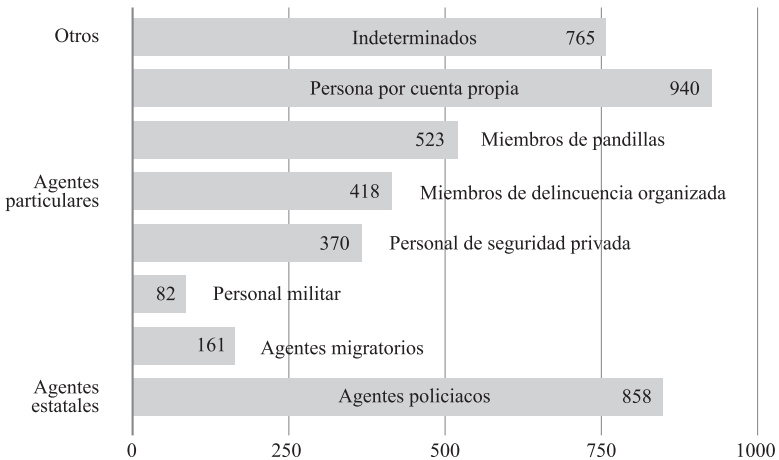 Otros
Indeterminados 765
Persona por cuenta propia 940
523 Miembros de pandillas
Agentes
particulares
418 Miembros de delincuencia organizada
370 Personal de seguridad privada
82 Personal militar
161 Agentes migratorios
Agentes
estatales
Agentes policiacos 858
0 250 500 750 1000